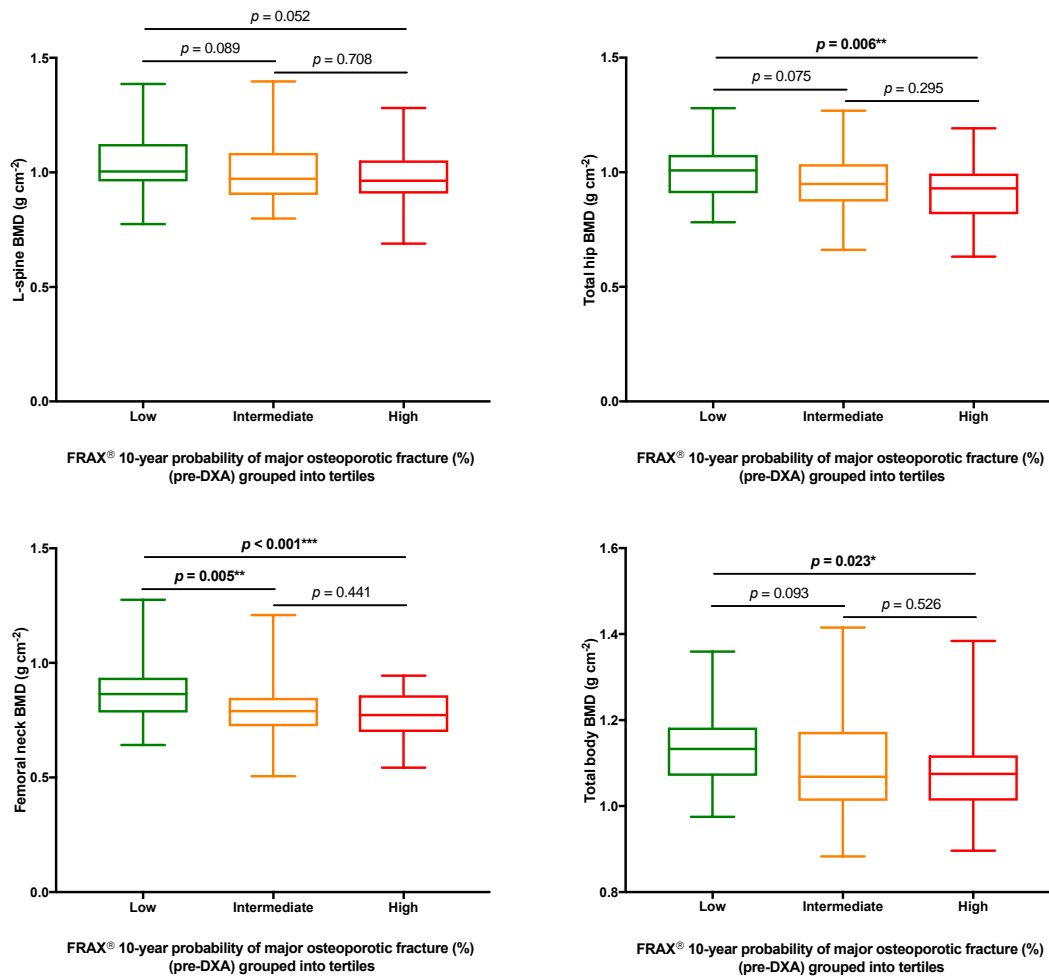 p = 0.052
p = 0.089
p = 0.708
1.5
1.0
0.5
0.0
L-spine BMD (g cm-2)
Low Intermediate High
FRAX® 10-year probability of major osteoporotic fracture (%)
(pre-DXA) grouped into tertiles
p = 0.006**
p = 0.075
p = 0.295
1.5
1.0
0.5
0.0
Total hip BMD (g cm-2)
Low Intermediate High
FRAX® 10-year probability of major osteoporotic fracture (%)
(pre-DXA) grouped into tertiles
p < 0.001***
p = 0.005**
p = 0.441
1.5
1.0
0.5
0.0
Femoral neck BMD (g cm-2)
Low Intermediate High
FRAX® 10-year probability of major osteoporotic fracture (%)
(pre-DXA) grouped into tertiles
p = 0.023*
p = 0.093
p = 0.526
1.6
1.4
1.2
1.0
0.8
Total body BMD (g cm-2)
Low Intermediate High
FRAX® 10-year probability of major osteoporotic fracture (%)
(pre-DXA) grouped into tertiles